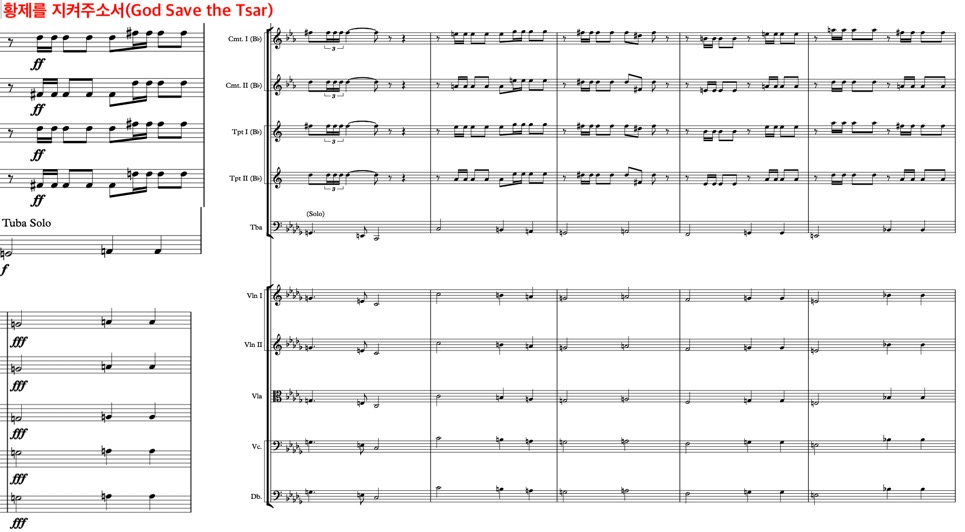 황제를 지켜주소서(God Save the Tsar)
ff
ff
ff
ff
Tuba Solo
f
fff
fff
fff
fff
fff
Crnt. I (B♭)
3
Crnt. II (B♭)
3
Tpt I (B♭)
3
Tpt II (B♭)
3
(Solo)
Tba
Vln I
Vln II
Vla
Vc.
Db.